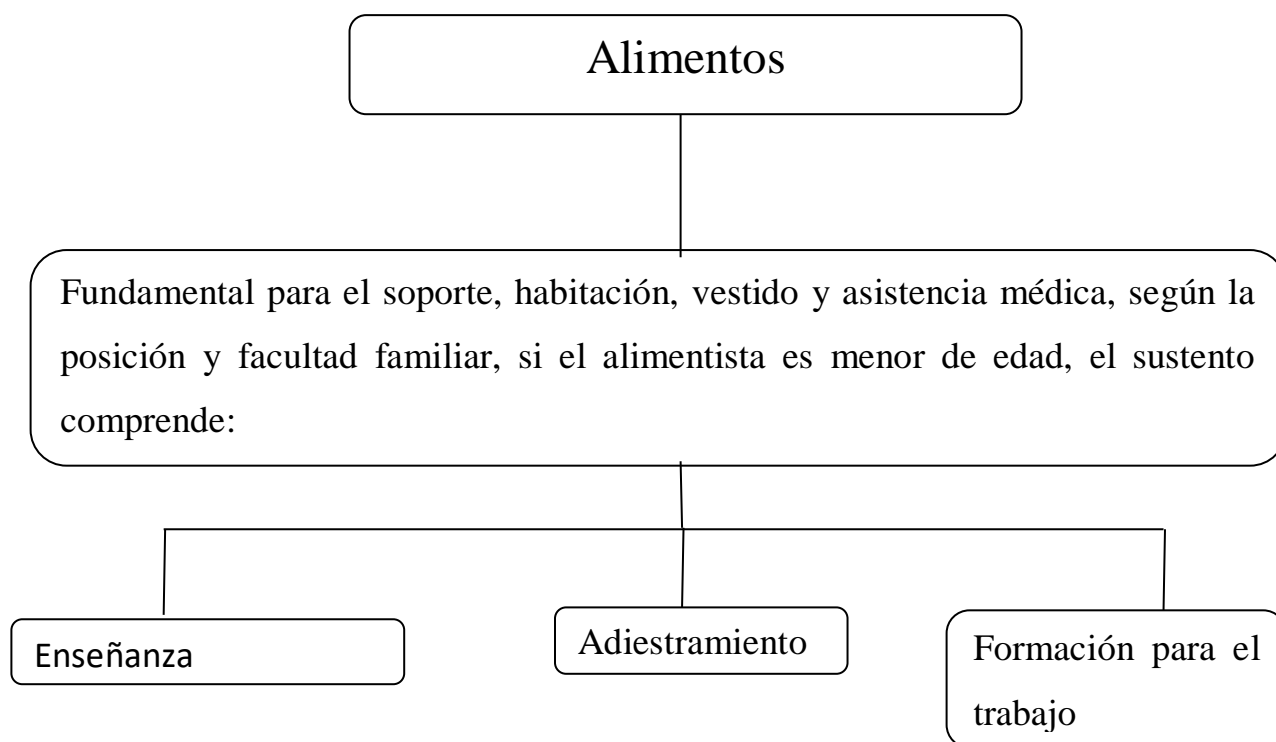 Alimentos
Fundamental para el soporte, habitación, vestido y asistencia médica, según la
posición y facultad familiar, si el alimentista es menor de edad, el sustento
comprende:
Enseñanza
Adiestramiento
Formación para el
trabajo